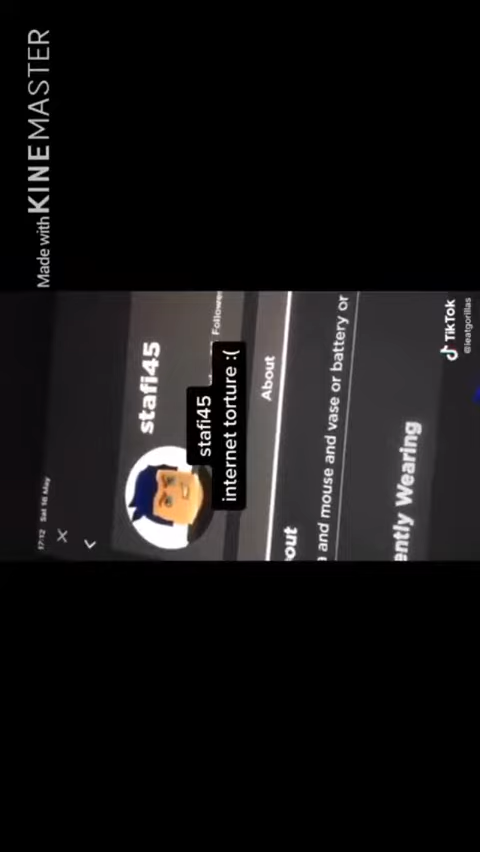 Made with KINEMASTER
17:12 Sat 16 May
stafi45
Followe
stafi45
internet torture :(
About
out
and mouse and vase or battery or
ently Wearing
TikTok
@leatgorillas